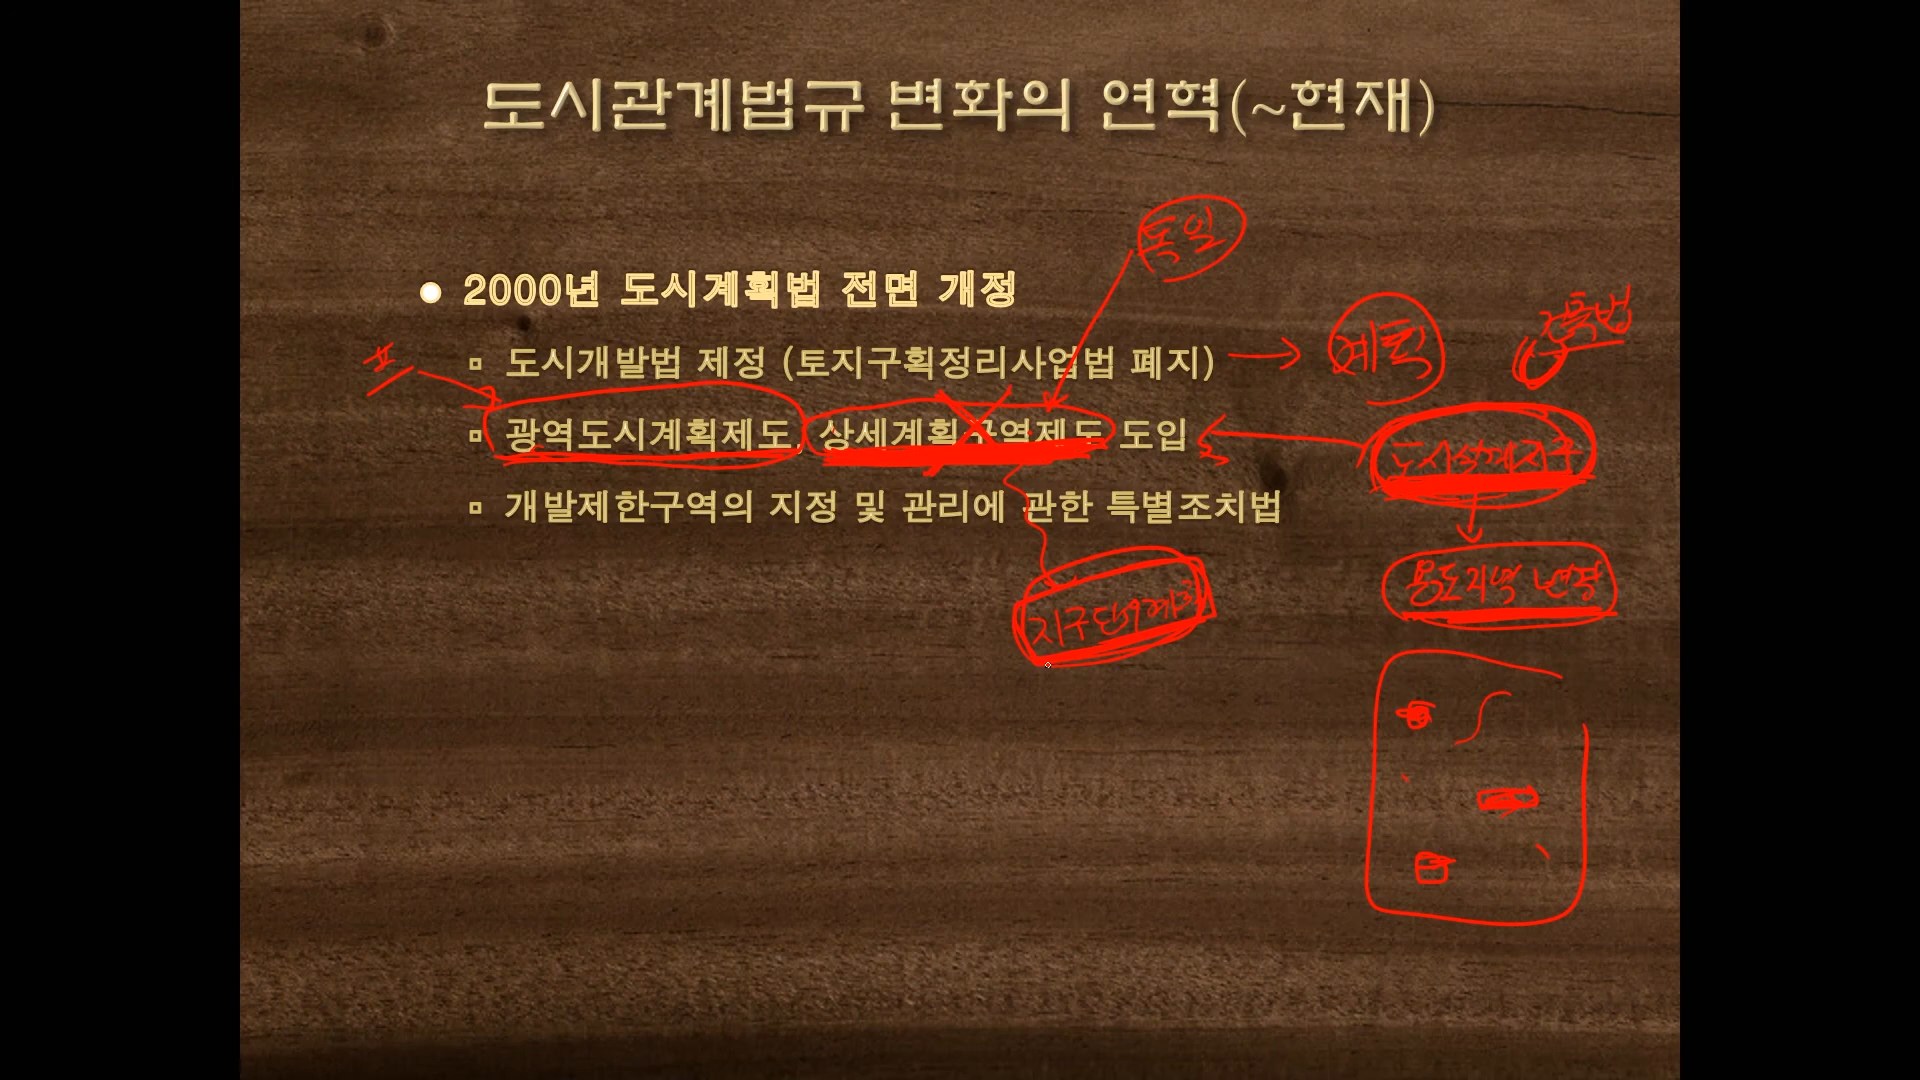 도시관계법규 변화의 연혁(~현재)
독일
2000년 도시계획법 전면 개정
건축법
도시개발법 제정 (토지구획정리사업법 폐지)
계획
광역도시계획제도, 상세계획구역제도 도입
도시설계지구
개발제한구역의 지정 및 관리에 관한 특별조치법
용도지역 변경
지구단위계획